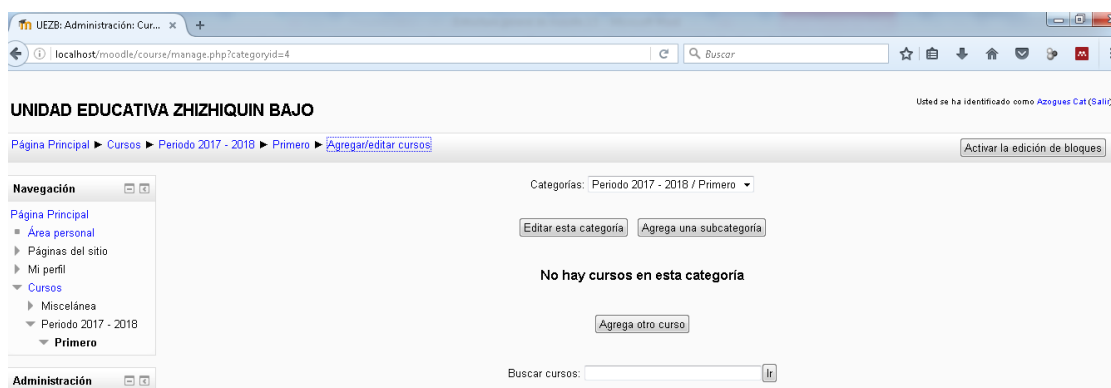 UEZB: Administración: Cur...
localhost/moodle/course/manage.php?categoryid=4
Buscar
UNIDAD EDUCATIVA ZHIZHIQUIN BAJO
Usted se ha identificado como Azogues Cat (Salir)
Página Principal ► Cursos ► Periodo 2017 - 2018 ► Primero ► Agregar/editar cursos
Activar la edición de bloques
Navegación
Página Principal
Área personal
Páginas del sitio
Mi perfil
Cursos
Miscelánea
Periodo 2017 - 2018
Primero
Administración
Categorías: Periodo 2017 - 2018 / Primero
Editar esta categoría Agrega una subcategoría
No hay cursos en esta categoría
Agrega otro curso
Buscar cursos: Ir